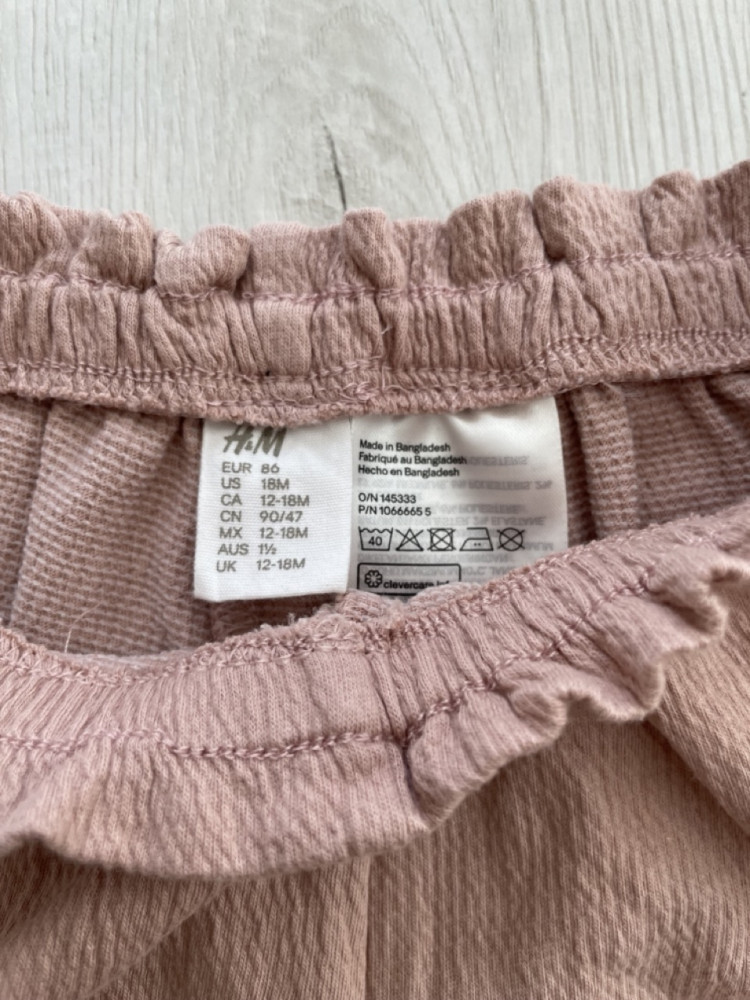 H&M
EUR 86
US 18M
CA 12-18M
CN 90/47
MX 12-18M
AUS 1½
UK 12-18M
Made in Bangladesh
Fabriqué au Bangladesh
Hecho en Bangladesh
O/N 145333
P/N 1066665 5
40
clevercare